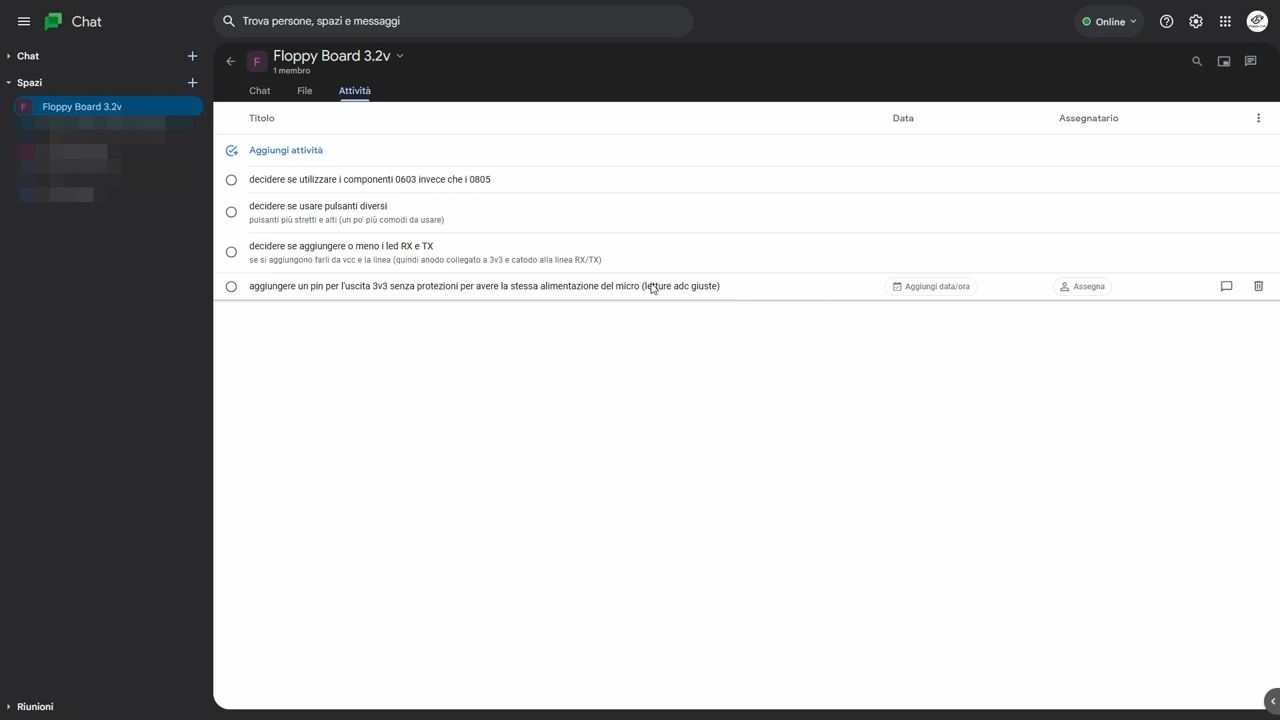 Chat
Trova persone, spazi e messaggi
Online
Chat
Spazi
F Floppy Board 3.2v
F Floppy Board 3.2v
1 membro
Chat File Attività
Titolo Data Assegnatario
Aggiungi attività
decidere se utilizzare i componenti 0603 invece che i 0805
decidere se usare pulsanti diversi
pulsanti più stretti e alti (un po' più comodi da usare)
decidere se aggiungere o meno i led RX e TX
se si aggiungono farli da vcc e la linea (quindi anodo collegato a 3v3 e catodo alla linea RX/TX)
aggiungere un pin per l'uscita 3v3 senza protezioni per avere la stessa alimentazione del micro (letture adc giuste) Aggiungi data/ora Assegna
Riunioni